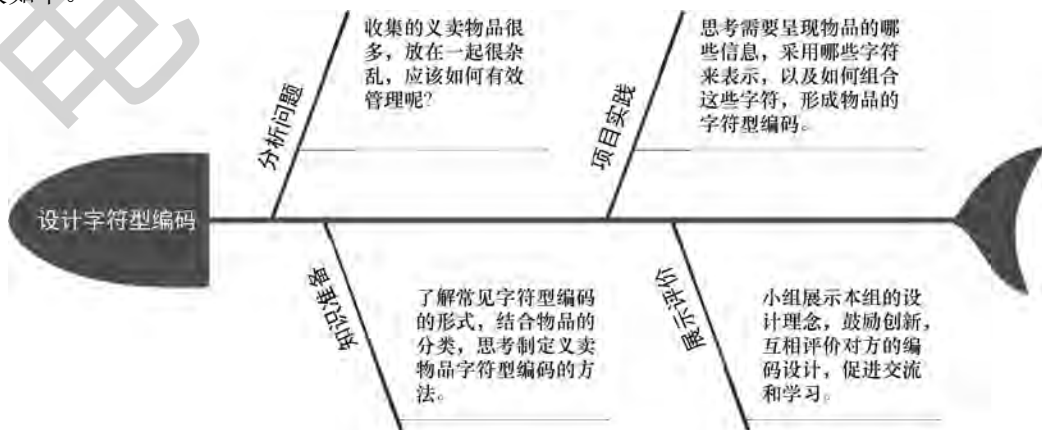 收集的义卖物品很
多，放在一起很杂
乱，应该如何有效
管理呢？
分析问题
思考需要呈现物品的哪
些信息，采用哪些字符
来表示，以及如何组合
这些字符，形成物品的
字符型编码。
项目实践
设计字符型编码
知识准备
了解常见字符型编码
的形式，结合物品的
分类，思考制定义卖
物品字符型编码的方
法。
展示评价
小组展示本组的设
计理念，鼓励创新，
互相评价对方的编
码设计，促进交流
和学习。